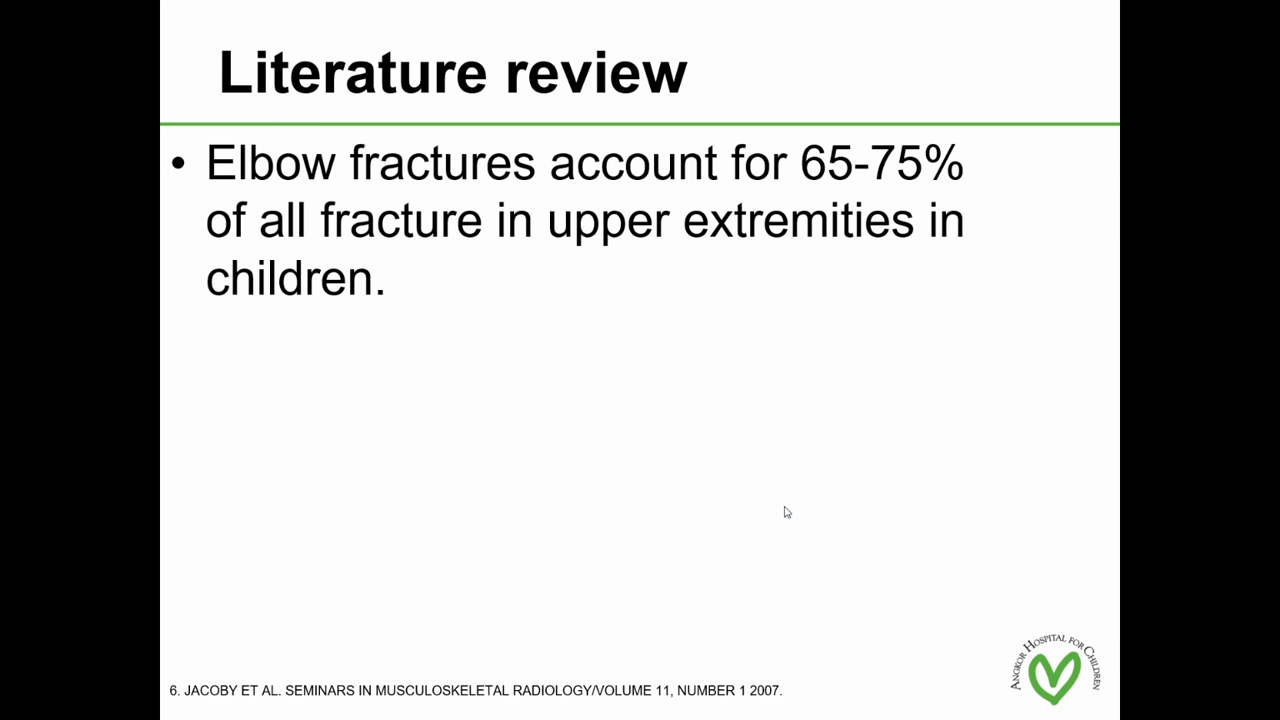 Literature review
• Elbow fractures account for 65-75%
of all fracture in upper extremities in
children.
6. JACOBY ET AL. SEMINARS IN MUSCULOSKELETAL RADIOLOGY/VOLUME 11, NUMBER 1 2007.
ANGKOR HOSPITAL FOR CHILDREN